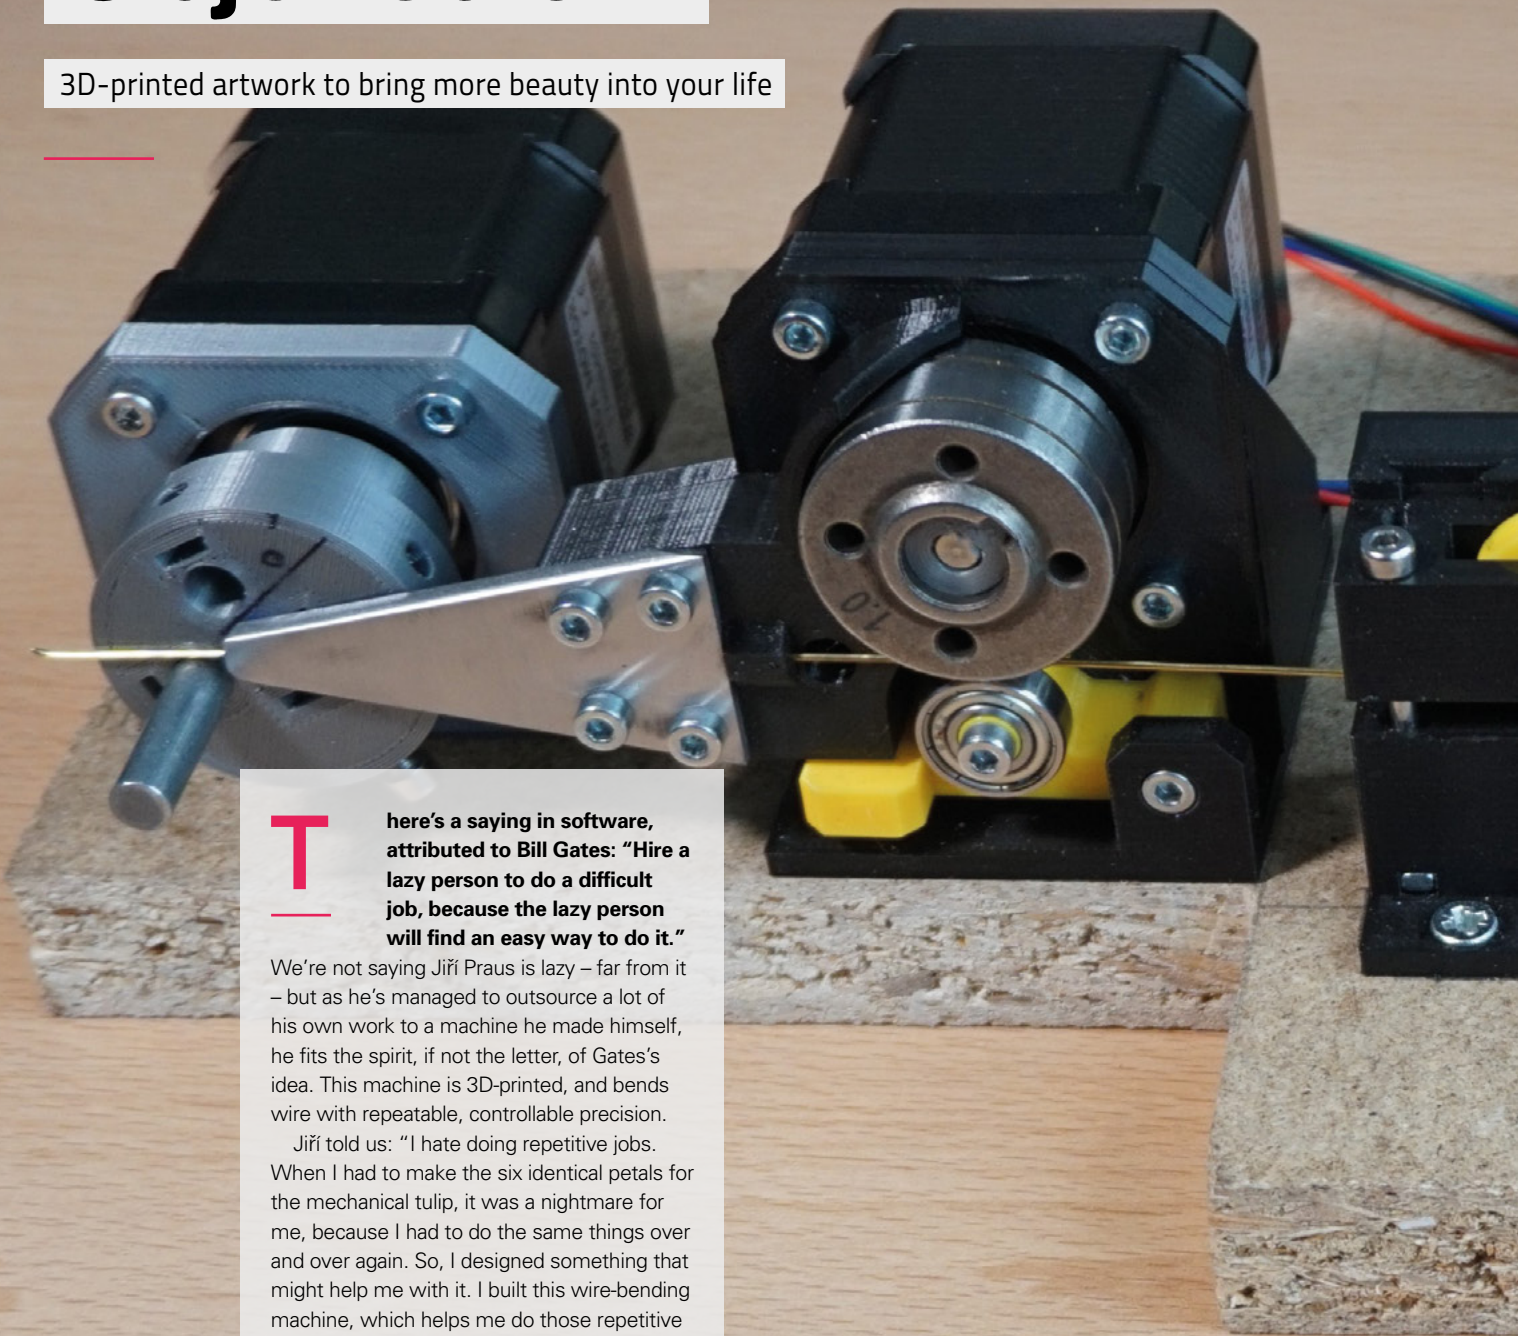 3D-printed artwork to bring more beauty into your life
1.0
0
There’s a saying in software,
attributed to Bill Gates: “Hire a
lazy person to do a difficult
job, because the lazy person
will find an easy way to do it.”
We’re not saying Jiří Praus is lazy – far from it
– but as he’s managed to outsource a lot of
his own work to a machine he made himself,
he fits the spirit, if not the letter, of Gates’s
idea. This machine is 3D-printed, and bends
wire with repeatable, controllable precision.
Jiří told us: “I hate doing repetitive jobs.
When I had to make the six identical petals for
the mechanical tulip, it was a nightmare for
me, because I had to do the same things over
and over again. So, I designed something that
might help me with it. I built this wire-bending
machine, which helps me do those repetitive